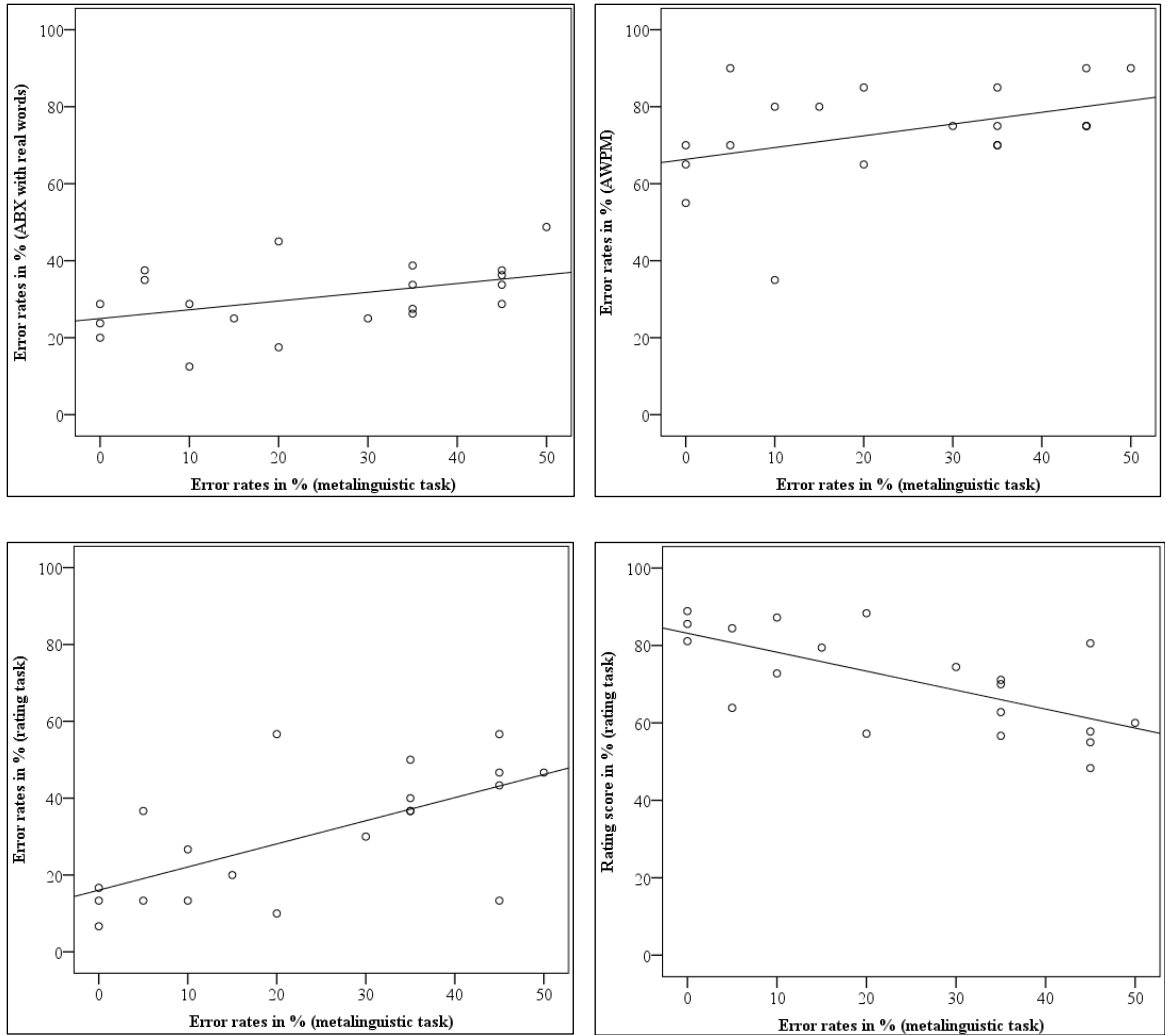 100
80
60
40
20
0
Error rates in % (ABX with real words)
0 10 20 30 40 50
Error rates in % (metalinguistic task)
100
80
60
40
20
0
Error rates in % (AWPM)
0 10 20 30 40 50
Error rates in % (metalinguistic task)
100
80
60
40
20
0
Error rates in % (rating task)
0 10 20 30 40 50
Error rates in % (metalinguistic task)
100
80
60
40
20
0
Rating score in % (rating task)
0 10 20 30 40 50
Error rates in % (metalinguistic task)